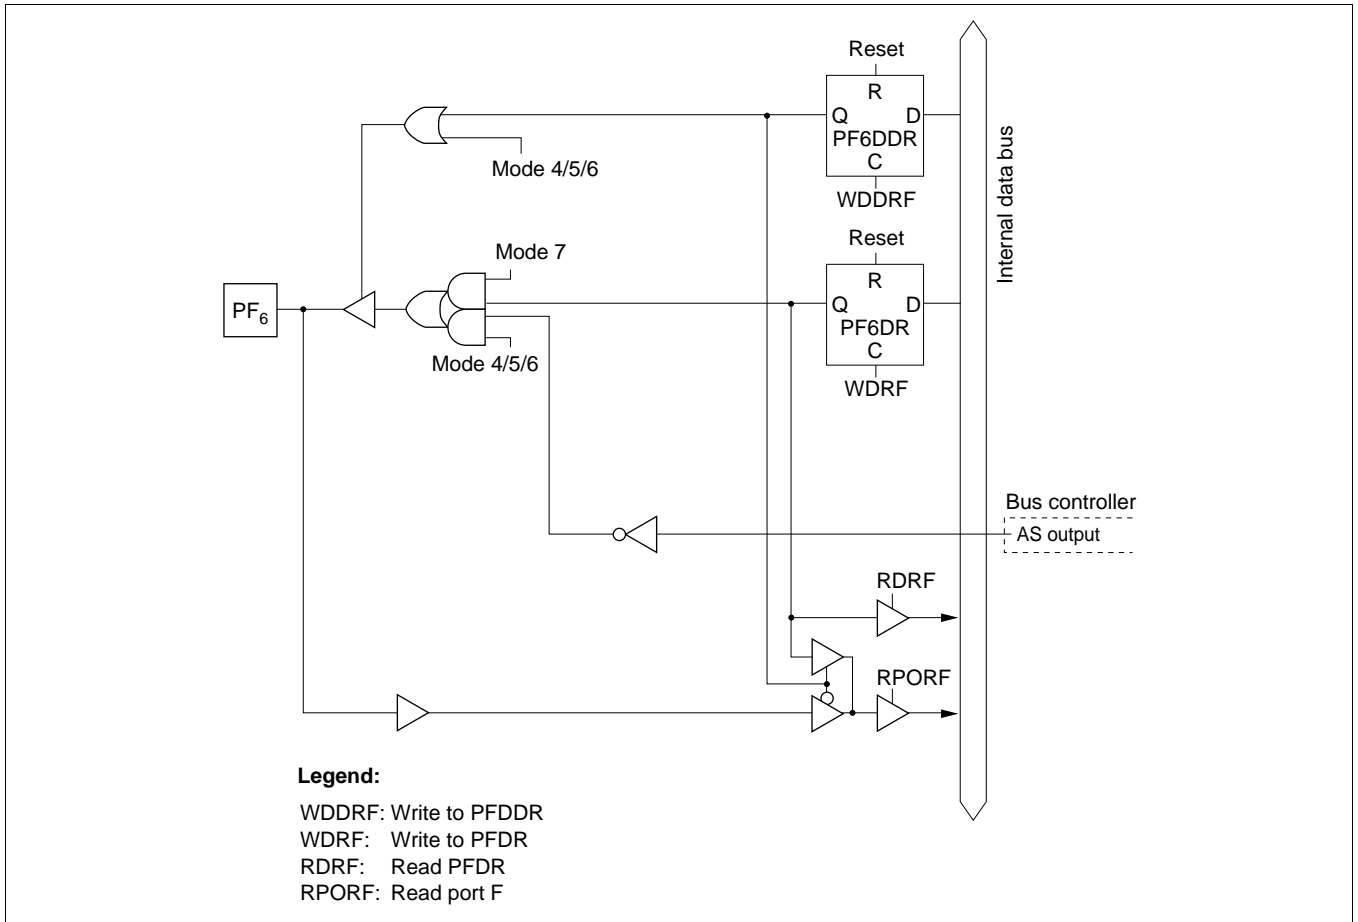 Reset
R
Q D
PF6DDR
C
WDDRF
Mode 4/5/6
Internal data bus
Reset
R
Q D
PF6DR
C
WDRF
Mode 7
PF6
Mode 4/5/6
Bus controller
AS output
RDRF
RPORF
Legend:
WDDRF: Write to PFDDR
WDRF: Write to PFDR
RDRF: Read PFDR
RPORF: Read port F